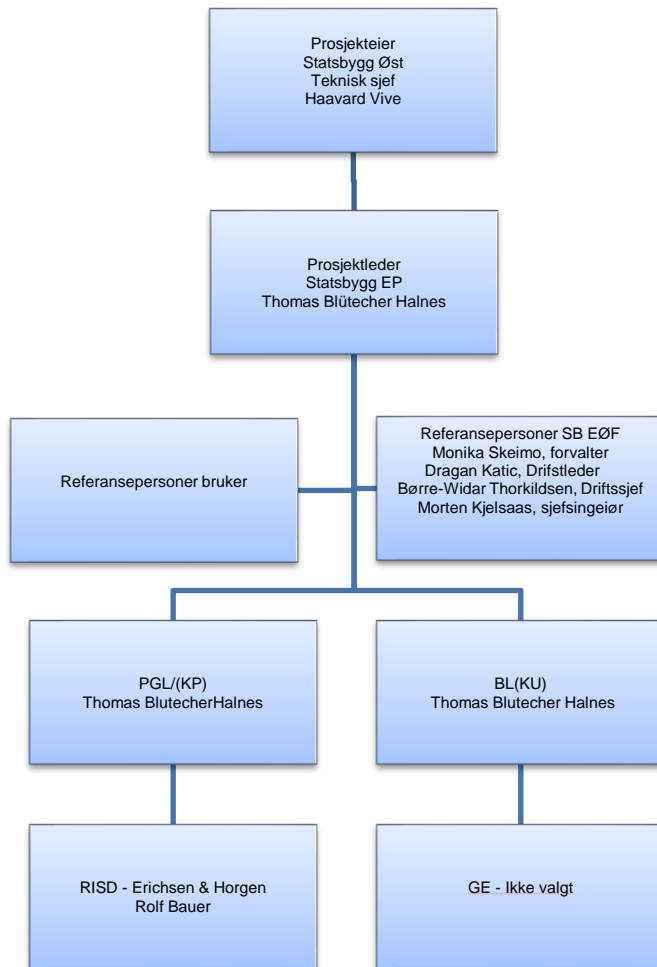 Prosjekteier
Statsbygg Øst
Teknisk sjef
Haavard Vive
Prosjektleder
Statsbygg EP
Thomas Blütecher Halnes
Referansepersoner bruker
Referansepersoner SB EØF
Monika Skeimo, forvalter
Dragan Katic, Drifstleder
Børre-Widar Thorkildsen, Driftssjef
Morten Kjelsaas, sjefsingeiør
PGL/(KP)
Thomas BlutecherHalnes
BL(KU)
Thomas Blutecher Halnes
RISD - Erichsen & Horgen
Rolf Bauer
GE - Ikke valgt